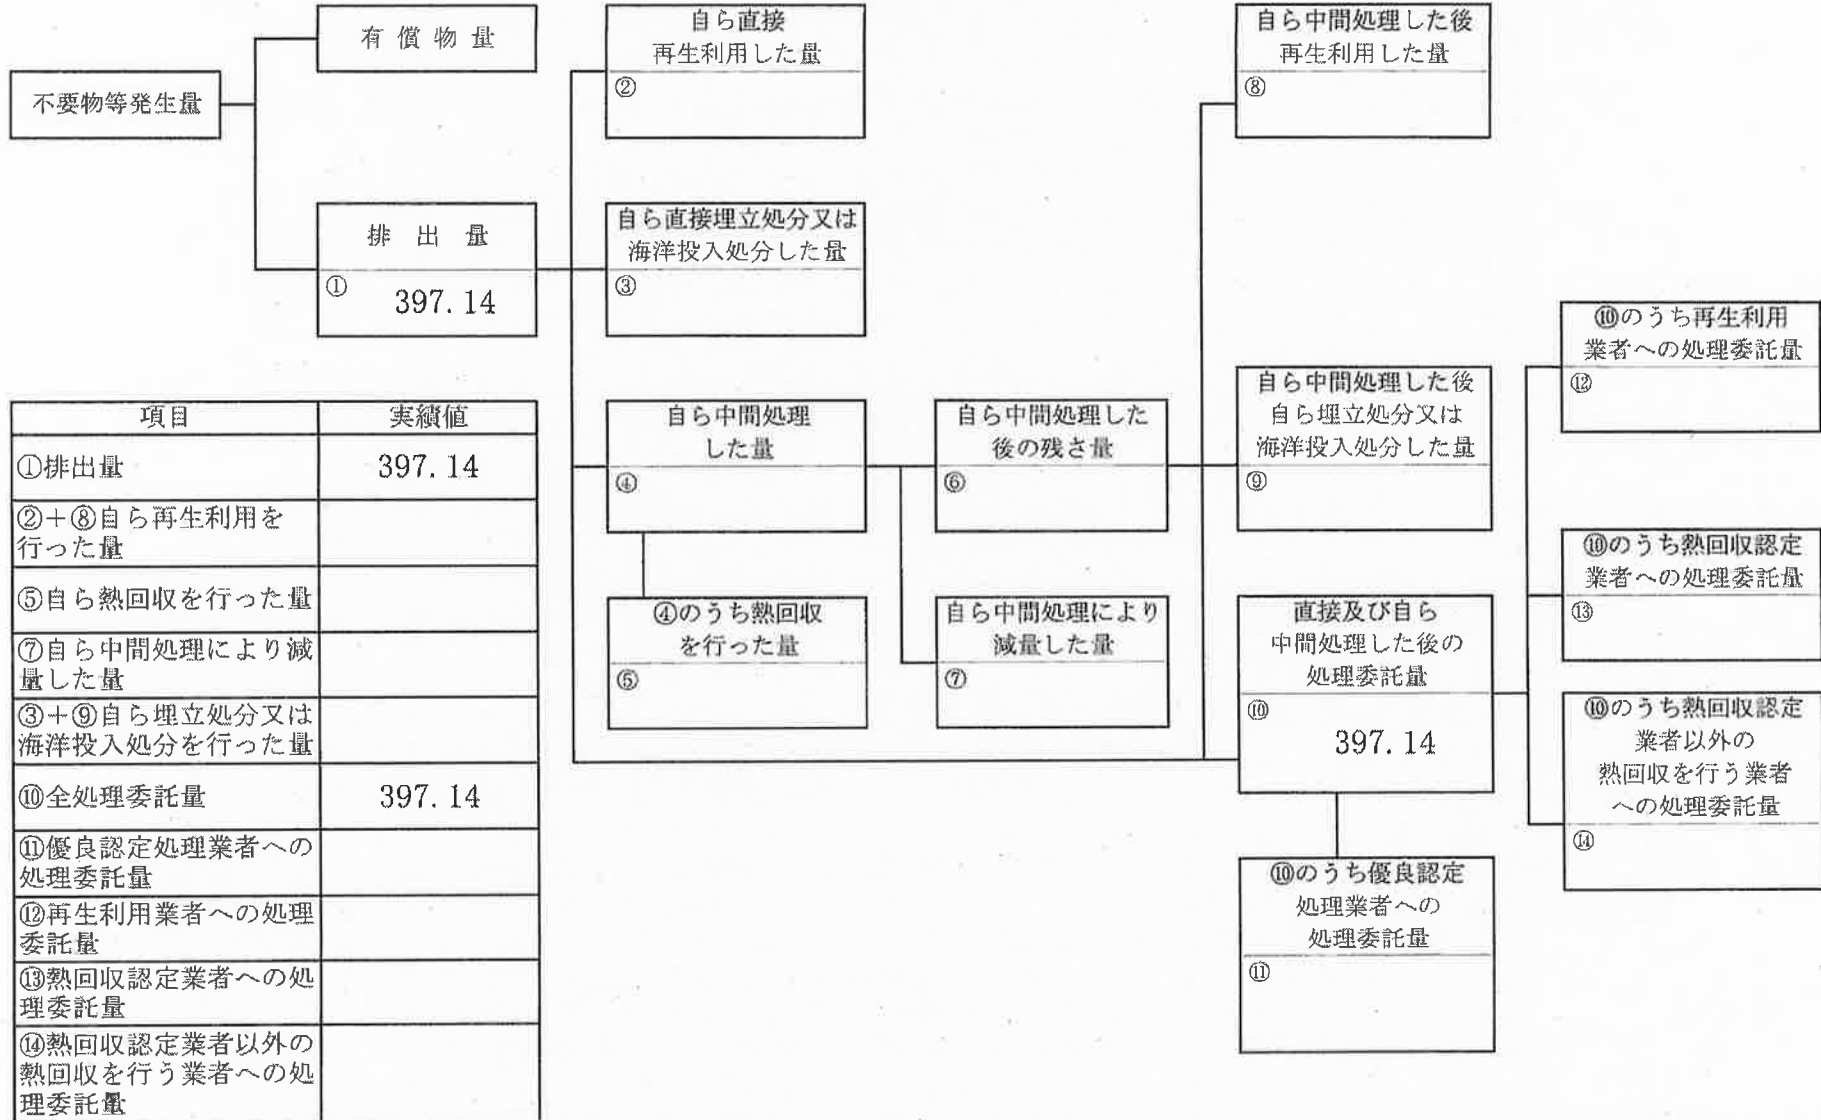 不要物等発生量
有償物量
排出量
①
397.14
自ら直接
再生利用した量
②
自ら直接埋立処分又は
海洋投入処分した量
③
自ら中間処理
した量
④
④のうち熱回収
を行った量
⑤
自ら中間処理した
後の残さ量
⑥
自ら中間処理により
減量した量
⑦
自ら中間処理した後
再生利用した量
⑧
自ら中間処理した後
自ら埋立処分又は
海洋投入処分した量
⑨
直接及び自ら
中間処理した後の
処理委託量
⑩
397.14
⑩のうち優良認定
処理業者への
処理委託量
⑪
⑩のうち再生利用
業者への処理委託量
⑫
⑩のうち熱回収認定
業者への処理委託量
⑬
⑩のうち熱回収認定
業者以外の
熱回収を行う業者
への処理委託量
⑭
項目 実績値
①排出量 397.14
②+⑧自ら再生利用を
行った量
⑤自ら熱回収を行った量
⑦自ら中間処理により減
量した量
③+⑨自ら埋立処分又は
海洋投入処分を行った量
⑩全処理委託量 397.14
⑪優良認定処理業者への
処理委託量
⑫再生利用業者への処理
委託量
⑬熱回収認定業者への処
理委託量
⑭熱回収認定業者以外の
熱回収を行う業者への処
理委託量